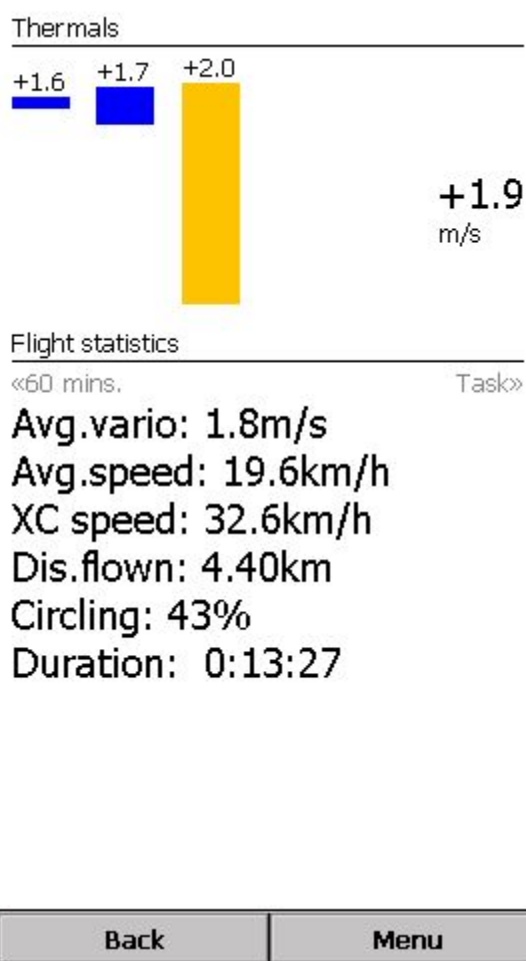 Thermals
+1.6 +1.7 +2.0
+1.9
m/s
Flight statistics
«60 mins. Task»
Avg.vario: 1.8m/s
Avg.speed: 19.6km/h
XC speed: 32.6km/h
Dis.flown: 4.40km
Circling: 43%
Duration: 0:13:27
Back Menu